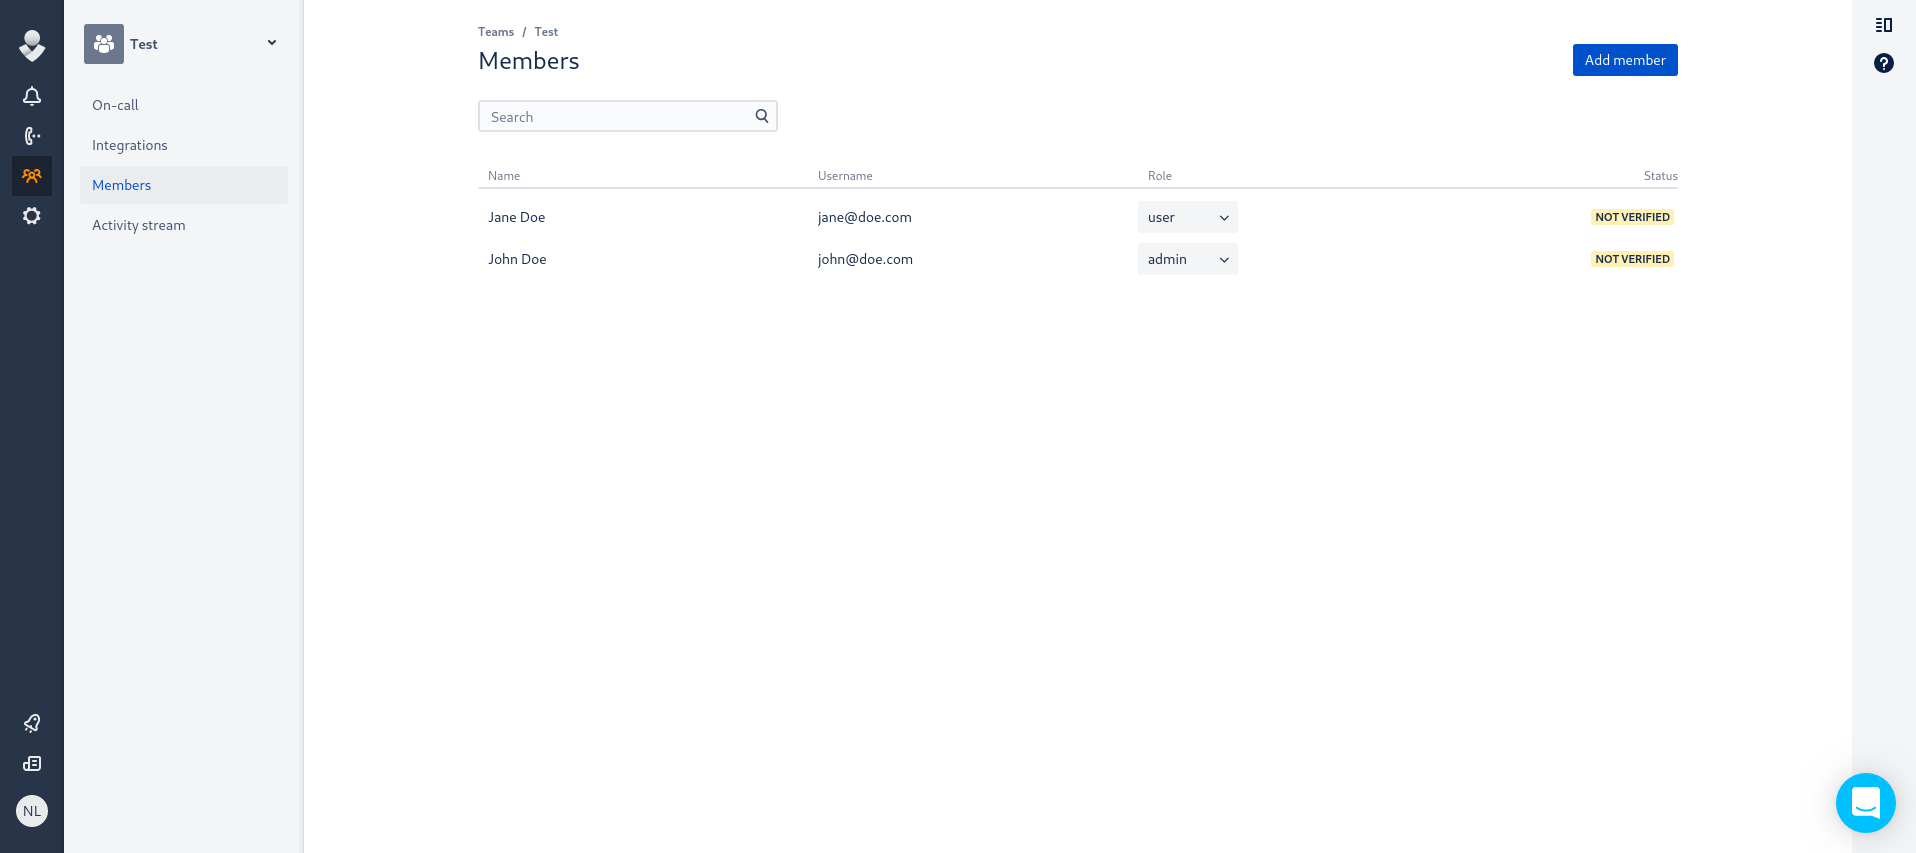 Test
On-call
Integrations
Members
Activity stream
NL
Teams / Test
Members
Add member
Search
Name Username Role Status
Jane Doe jane@doe.com user NOT VERIFIED
John Doe john@doe.com admin NOT VERIFIED